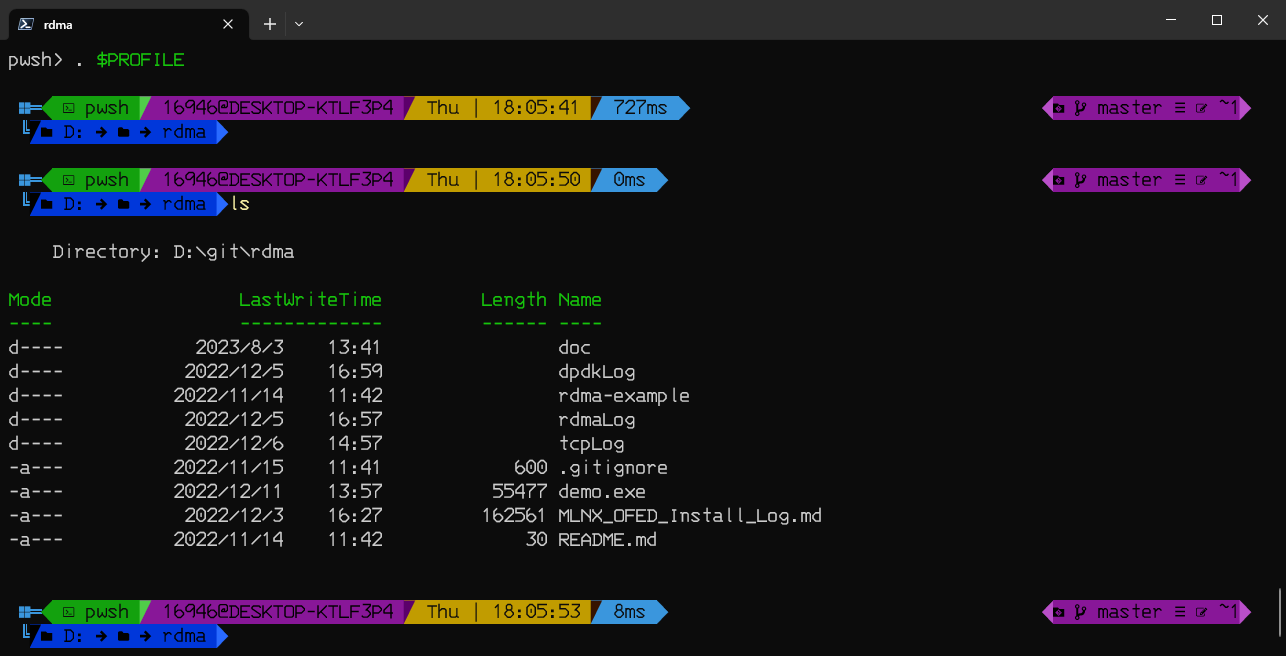 rdma
pwsh> . $PROFILE
pwsh 16946@DESKTOP-KTLF3P4 Thu | 18:05:41 727ms master ≡ ~1
D: → → rdma
pwsh 16946@DESKTOP-KTLF3P4 Thu | 18:05:50 0ms master ≡ ~1
D: → → rdma ls
Directory: D:\git\rdma
Mode LastWriteTime Length Name
---- ------------- ------ ----
d---- 2023/8/3 13:41 doc
d---- 2022/12/5 16:59 dpdkLog
d---- 2022/11/14 11:42 rdma-example
d---- 2022/12/5 16:57 rdmaLog
d---- 2022/12/6 14:57 tcpLog
-a--- 2022/11/15 11:41 600 .gitignore
-a--- 2022/12/11 13:57 55477 demo.exe
-a--- 2022/12/3 16:27 162561 MLNX_OFED_Install_Log.md
-a--- 2022/11/14 11:42 30 README.md
pwsh 16946@DESKTOP-KTLF3P4 Thu | 18:05:53 8ms master ≡ ~1
D: → → rdma